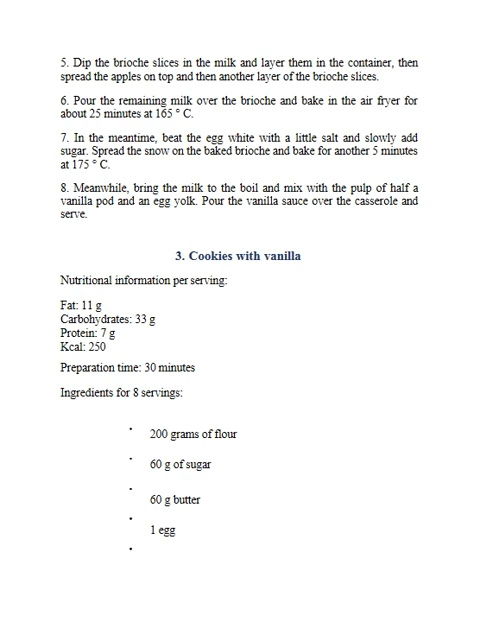 5. Dip the brioche slices in the milk and layer them in the container, then
spread the apples on top and then another layer of the brioche slices.
6. Pour the remaining milk over the brioche and bake in the air fryer for
about 25 minutes at 165 ° C.
7. In the meantime, beat the egg white with a little salt and slowly add
sugar. Spread the snow on the baked brioche and bake for another 5 minutes
at 175 ° C.
8. Meanwhile, bring the milk to the boil and mix with the pulp of half a
vanilla pod and an egg yolk. Pour the vanilla sauce over the casserole and
serve.
3. Cookies with vanilla
Nutritional information per serving:
Fat: 11 g
Carbohydrates: 33 g
Protein: 7 g
Kcal: 250
Preparation time: 30 minutes
Ingredients for 8 servings:
• 200 grams of flour
• 60 g of sugar
• 60 g butter
• 1 egg
•